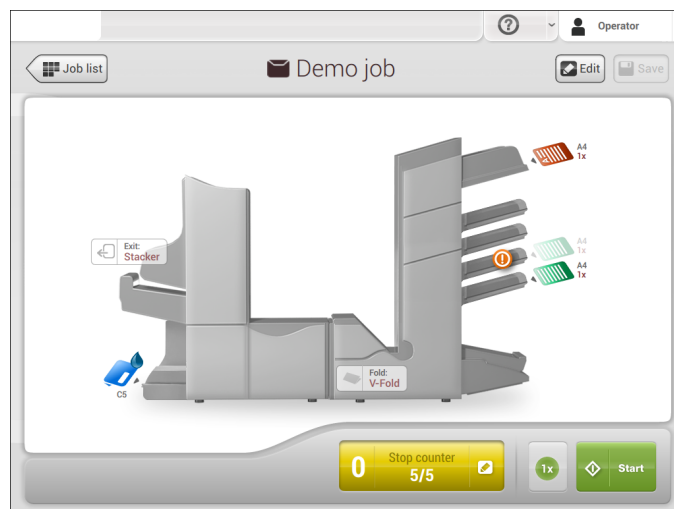 ?
Operator
Job list
Demo job
Edit
Save
A4
1x
Exit:
Stacker
A4
1x
!
A4
1x
Fold:
V-Fold
C5
0
Stop counter
5/5
1x
Start